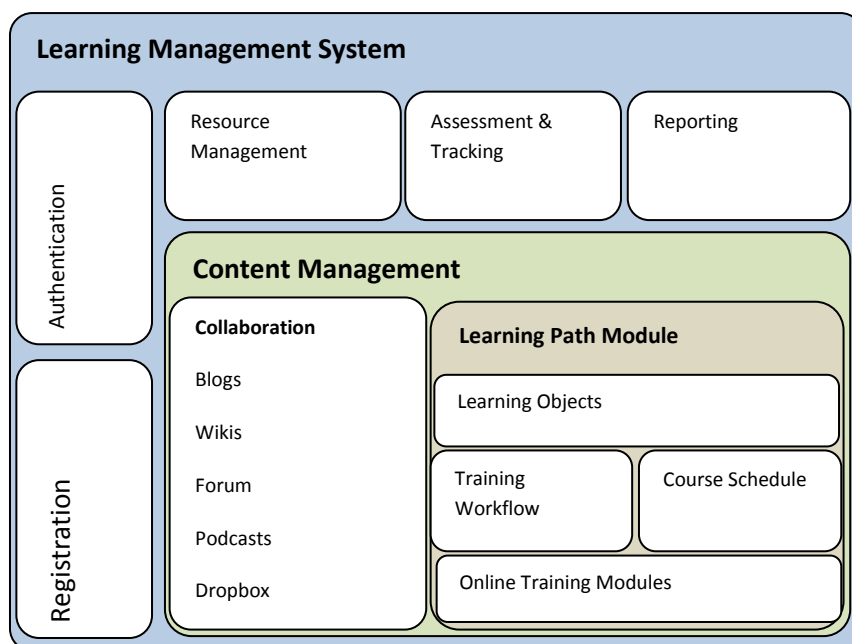 Learning Management System
Authentication
Resource
Management
Assessment &
Tracking
Reporting
Content Management
Registration
Collaboration
Blogs
Wikis
Forum
Podcasts
Dropbox
Learning Path Module
Learning Objects
Training
Workflow
Course Schedule
Online Training Modules